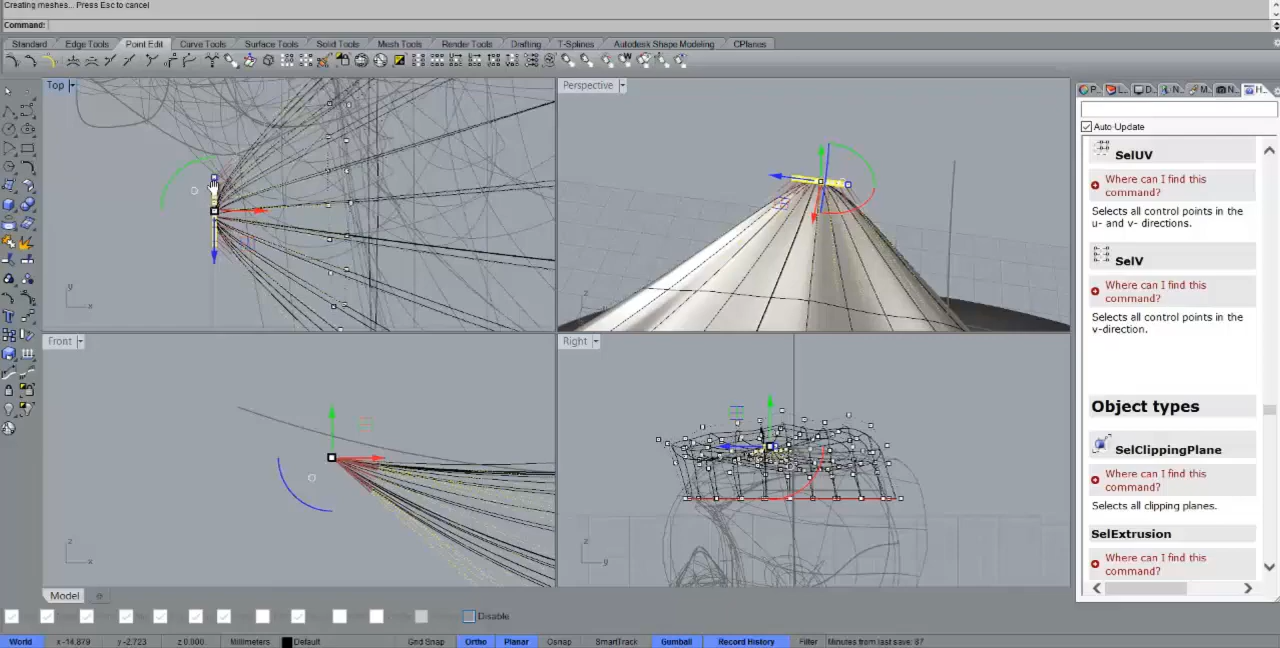 Creating meshes... Press Esc to cancel
Command:
Standard Edge Tools Point Edit Curve Tools Surface Tools Solid Tools Mesh Tools Render Tools Drafting T-Splines Autodesk Shape Modeling CPlanes
Top
Perspective
P... L... D... N... M... N... H...
Auto-Update
SelUV
Where can I find this
command?
Selects all control points in the
u- and v- directions.
SelV
Where can I find this
command?
Selects all control points in the
v-direction.
y
x
z
Front
Right
Object types
SelClippingPlane
Where can I find this
command?
Selects all clipping planes.
SelExtrusion
Where can I find this
command?
z
x
z
y
Model
Disable
World x -14.879 y -2.723 z 0.000 Millimeters Default Grid Snap Ortho Planar Osnap SmartTrack Gumball Record History Filter Minutes from last save: 87